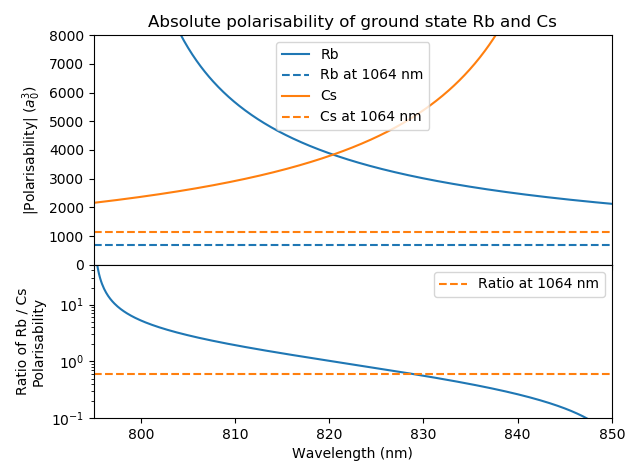 Absolute polarisability of ground state Rb and Cs
|Polarisability| (a₀³)
8000
7000
6000
5000
4000
3000
2000
1000
0
Rb
Rb at 1064 nm
Cs
Cs at 1064 nm
Ratio of Rb / Cs
Polarisability
10¹
10⁰
10⁻¹
Ratio at 1064 nm
800
810
820
830
840
850
Wavelength (nm)